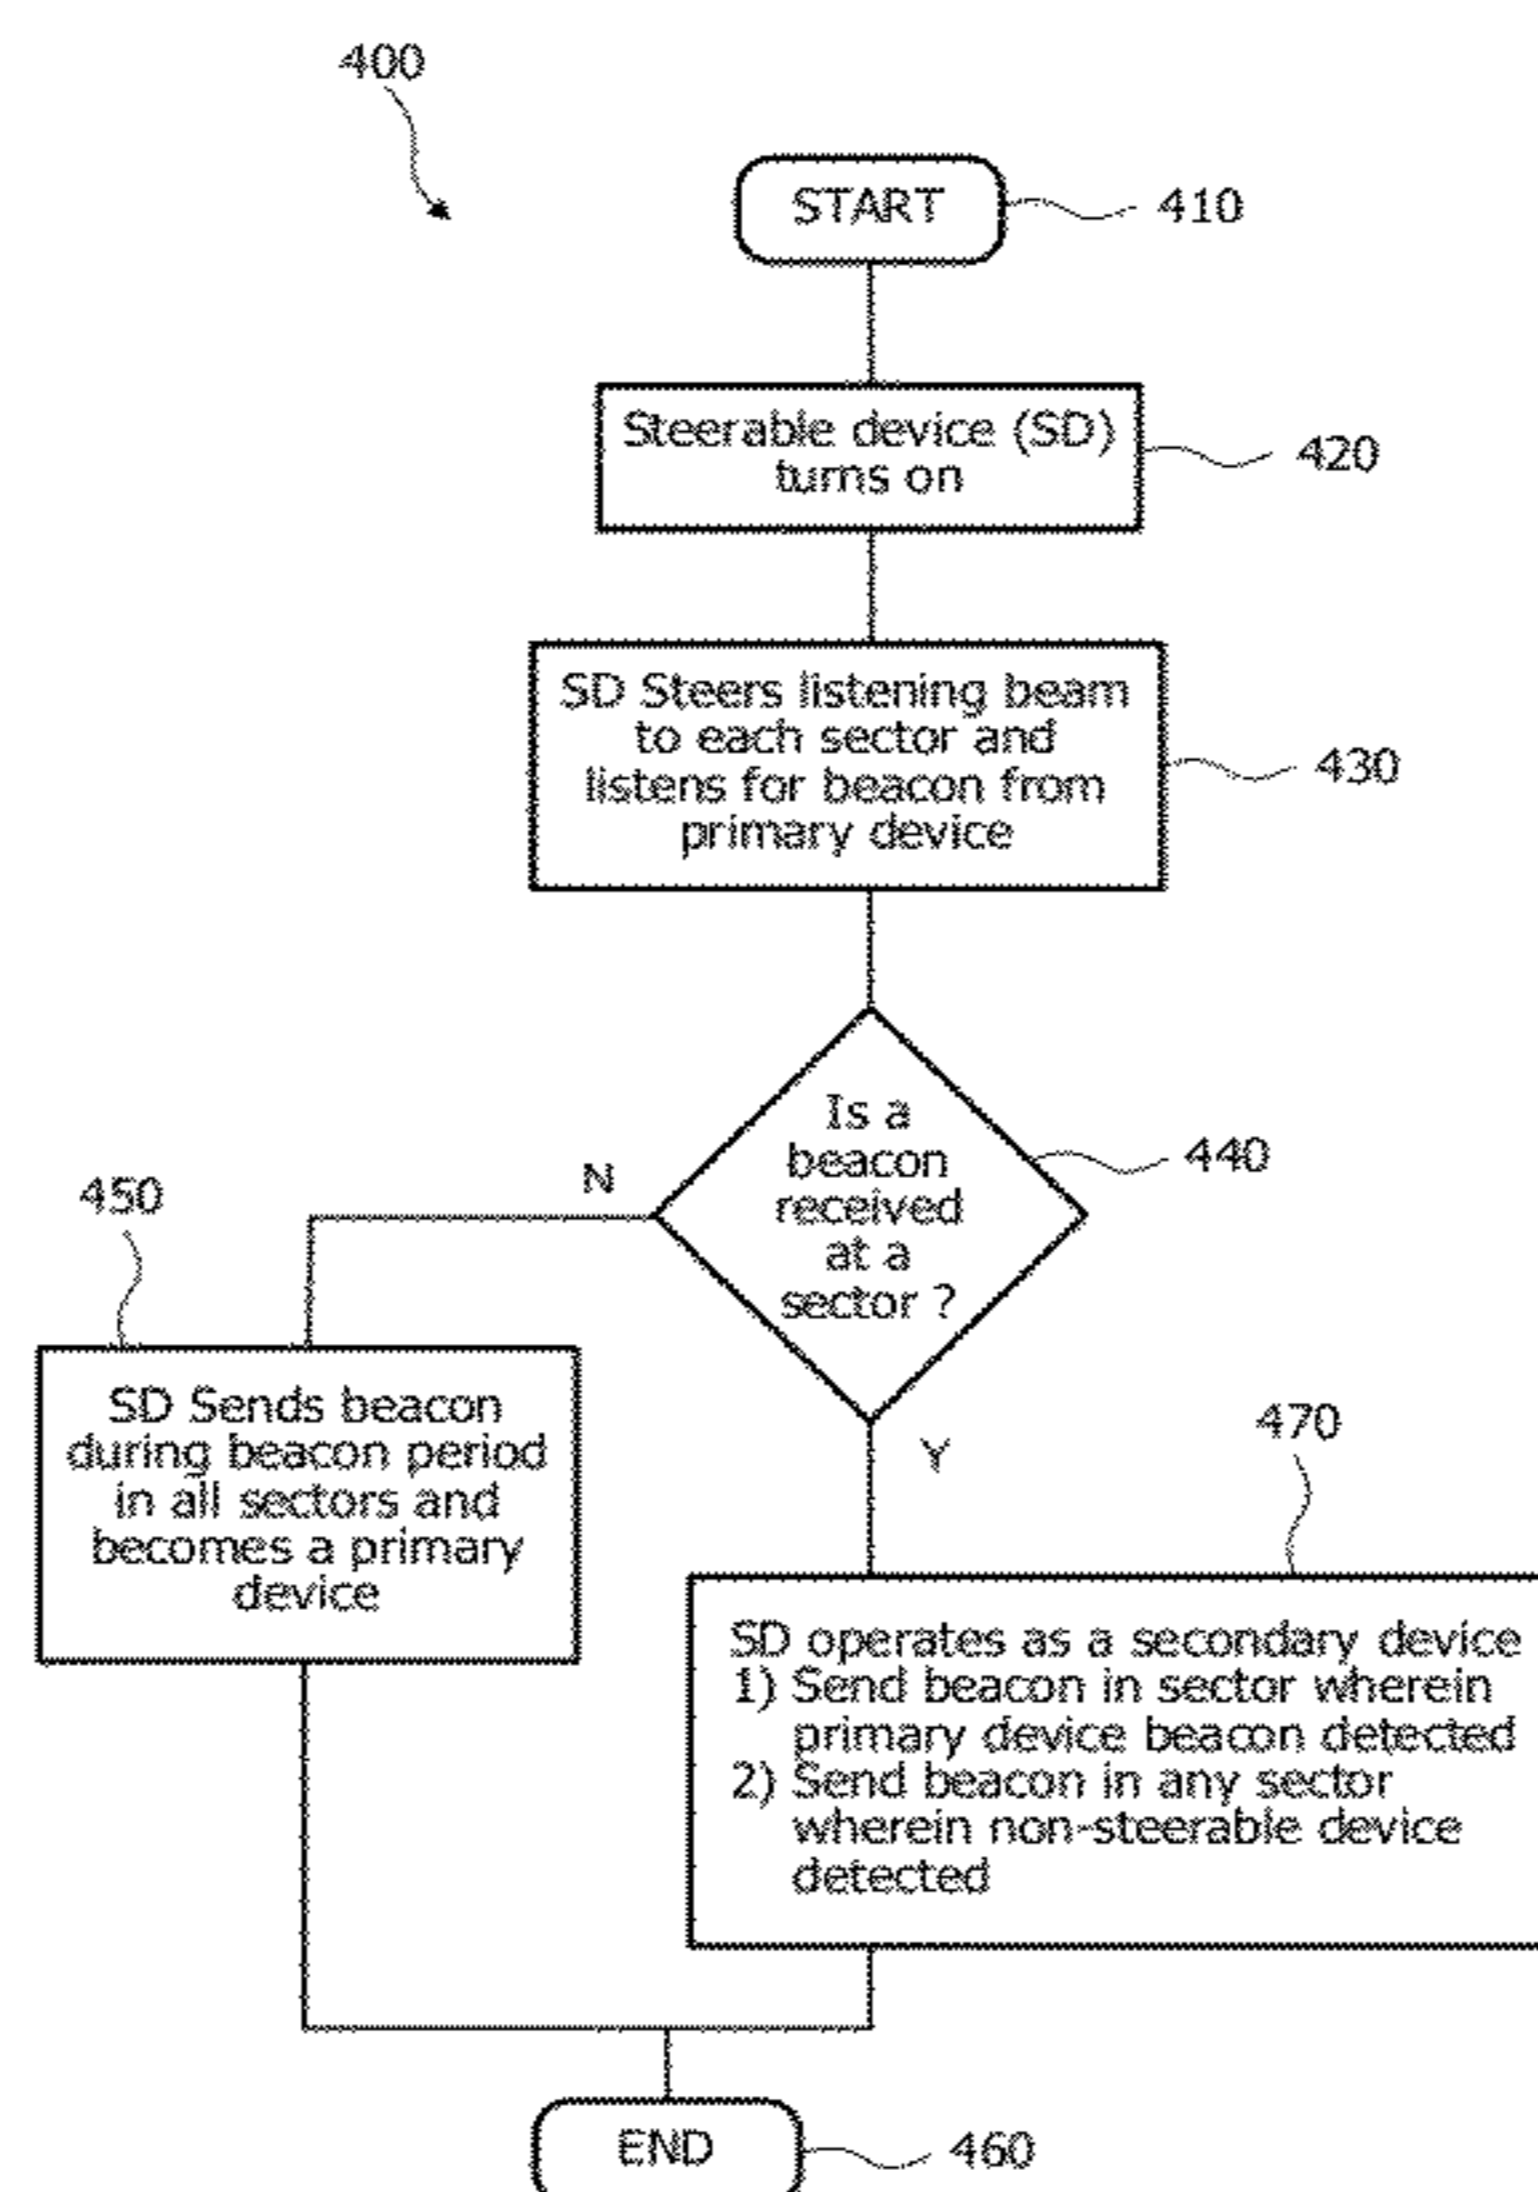 400
START
410
Steerable device (SD)
turns on
420
SD Steers listening beam
to each sector and
listens for beacon from
primary device
430
Is a
beacon
received
at a
sector ?
440
N
450
Y
SD Sends beacon
during beacon period
in all sectors and
becomes a primary
device
470
SD operates as a secondary device
1) Send beacon in sector wherein
primary device beacon detected
2) Send beacon in any sector
wherein non-steerable device
detected
END
460